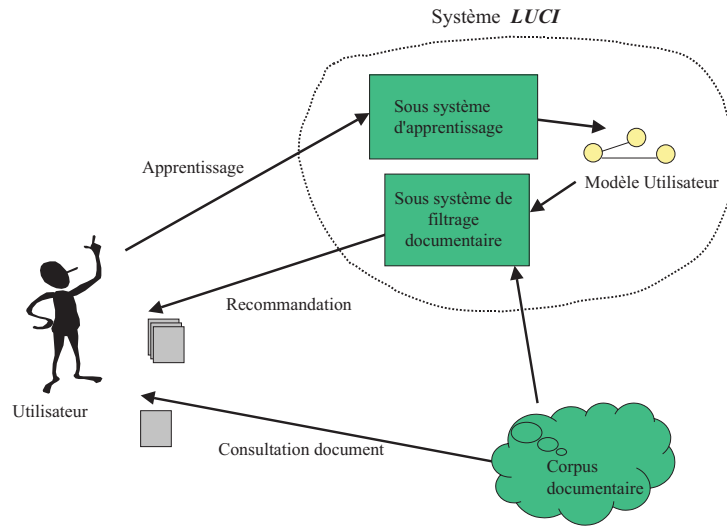 Système LUCI
Sous système
d'apprentissage
Apprentissage
Modèle Utilisateur
Sous système de
filtrage
documentaire
Recommandation
Utilisateur
Consultation document
Corpus
documentaire